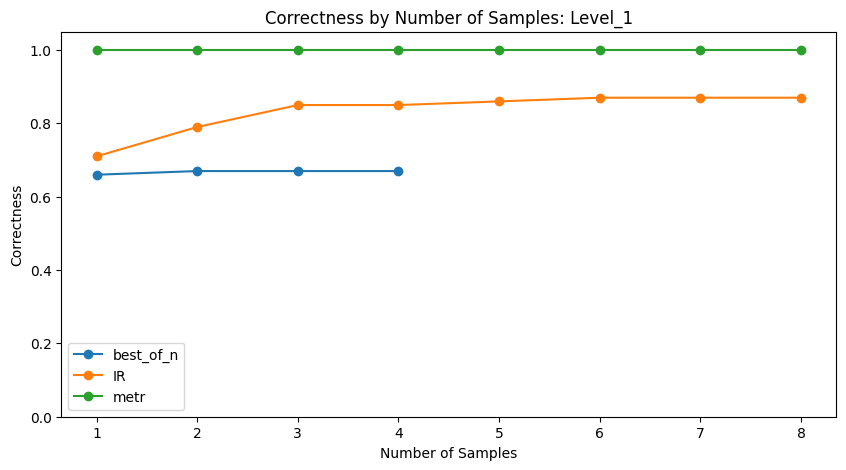 Correctness by Number of Samples: Level_1
1.0
0.8
0.6
0.4
0.2
0.0
Correctness
best_of_n
IR
metr
1 2 3 4 5 6 7 8
Number of Samples